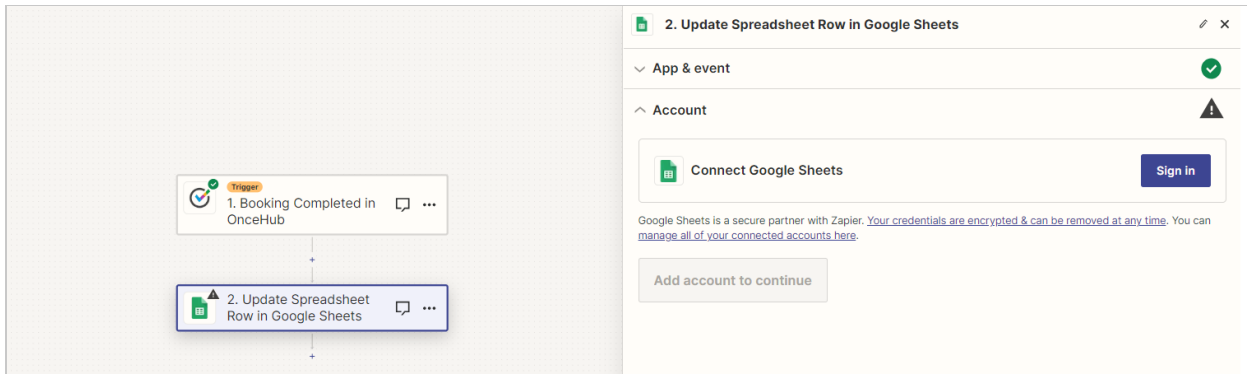 Trigger
1. Booking Completed in
OnceHub
2. Update Spreadsheet
Row in Google Sheets
2. Update Spreadsheet Row in Google Sheets
App & event
Account
Connect Google Sheets
Sign in
Google Sheets is a secure partner with Zapier. Your credentials are encrypted & can be removed at any time. You can
manage all of your connected accounts here.
Add account to continue